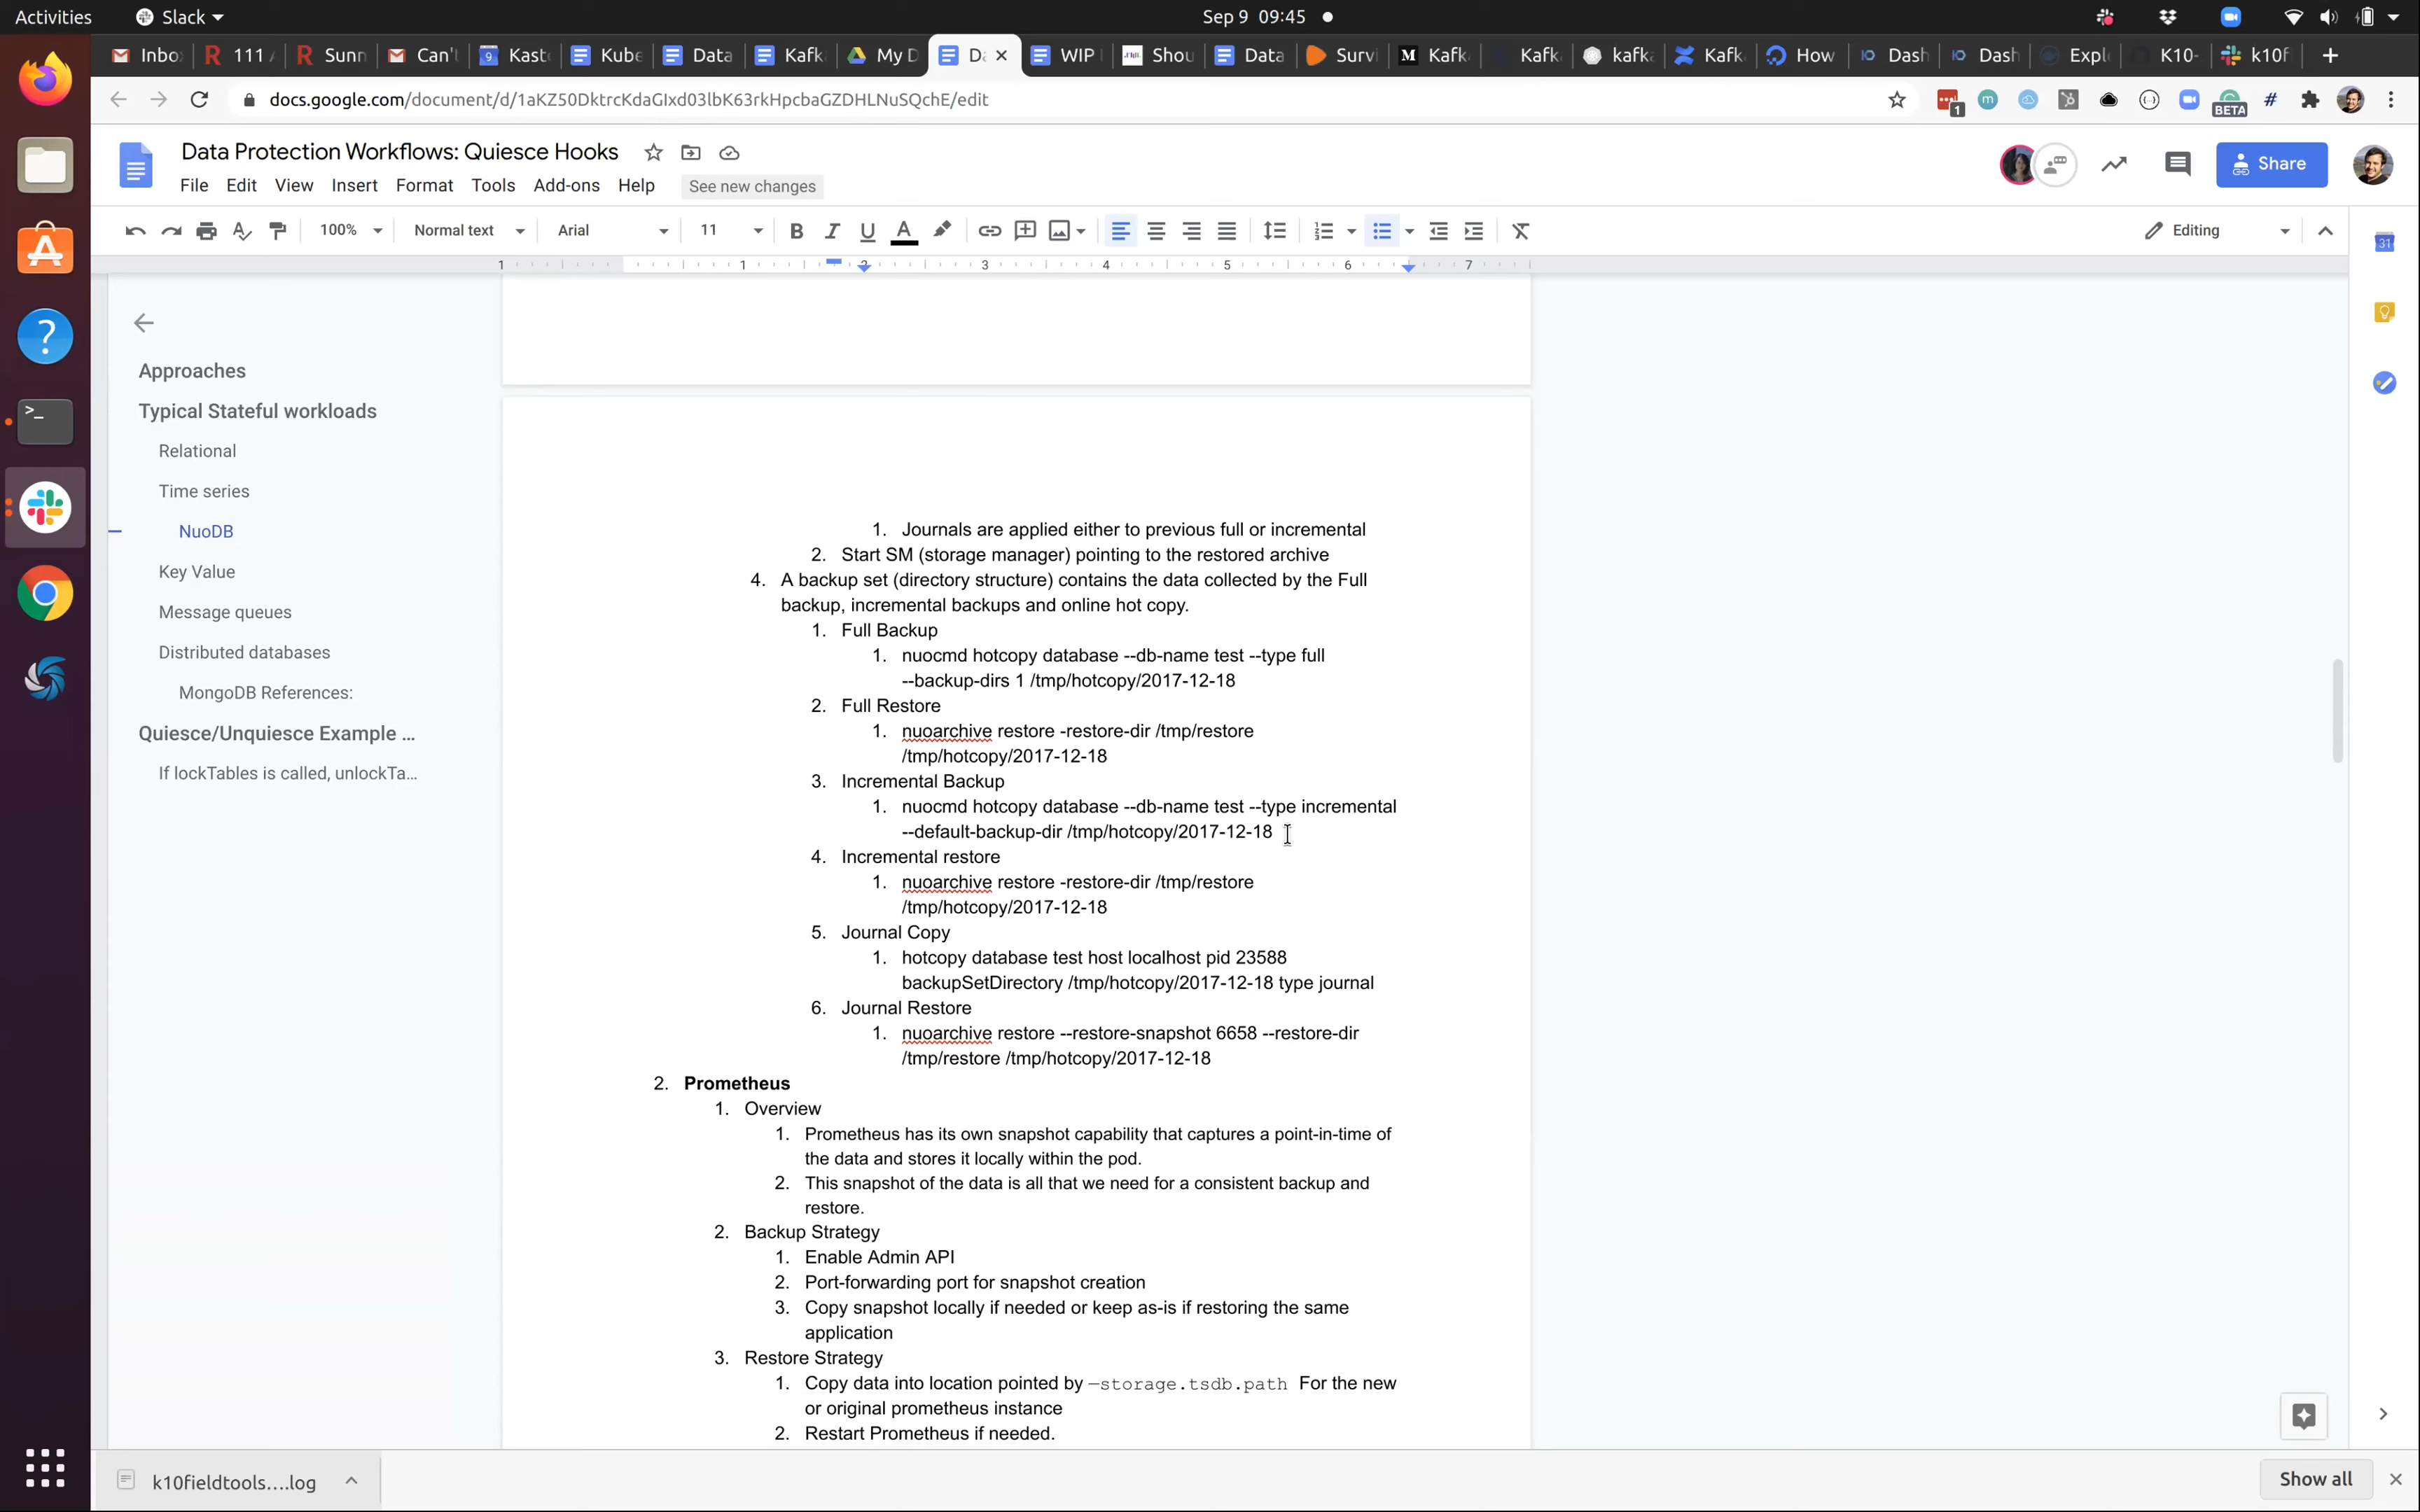 Activities Slack Sep 9 09:45
Inbo 111 Sunn Can't 9 Kast Kube Data Kafk My D Da WIP Shou Data Survi M Kafk Kafk kafk Kafk How Dash Dash Expl K10- k10f
docs.google.com/document/d/1aKZ50DktrcKdaGIxd03lbK63rkHpcbaGZDHLNuSQchE/edit 1 BETA
Data Protection Workflows: Quiesce Hooks
File Edit View Insert Format Tools Add-ons Help See new changes
Share
100% Normal text Arial 11 Editing
1 1 2 3 4 5 6 7
31
Approaches
Typical Stateful workloads
Relational
Time series
NuoDB
Key Value
Message queues
Distributed databases
MongoDB References:
Quiesce/Unquiesce Example ...
If lockTables is called, unlockTa...
1. Journals are applied either to previous full or incremental
2. Start SM (storage manager) pointing to the restored archive
4. A backup set (directory structure) contains the data collected by the Full
backup, incremental backups and online hot copy.
1. Full Backup
1. nuocmd hotcopy database --db-name test --type full
--backup-dirs 1 /tmp/hotcopy/2017-12-18
2. Full Restore
1. nuoarchive restore -restore-dir /tmp/restore
/tmp/hotcopy/2017-12-18
3. Incremental Backup
1. nuocmd hotcopy database --db-name test --type incremental
--default-backup-dir /tmp/hotcopy/2017-12-18
4. Incremental restore
1. nuoarchive restore -restore-dir /tmp/restore
/tmp/hotcopy/2017-12-18
5. Journal Copy
1. hotcopy database test host localhost pid 23588
backupSetDirectory /tmp/hotcopy/2017-12-18 type journal
6. Journal Restore
1. nuoarchive restore --restore-snapshot 6658 --restore-dir
/tmp/restore /tmp/hotcopy/2017-12-18
2. Prometheus
1. Overview
1. Prometheus has its own snapshot capability that captures a point-in-time of
the data and stores it locally within the pod.
2. This snapshot of the data is all that we need for a consistent backup and
restore.
2. Backup Strategy
1. Enable Admin API
2. Port-forwarding port for snapshot creation
3. Copy snapshot locally if needed or keep as-is if restoring the same
application
3. Restore Strategy
1. Copy data into location pointed by —storage.tsdb.path For the new
or original prometheus instance
2. Restart Prometheus if needed.
k10fieldtools....log Show all